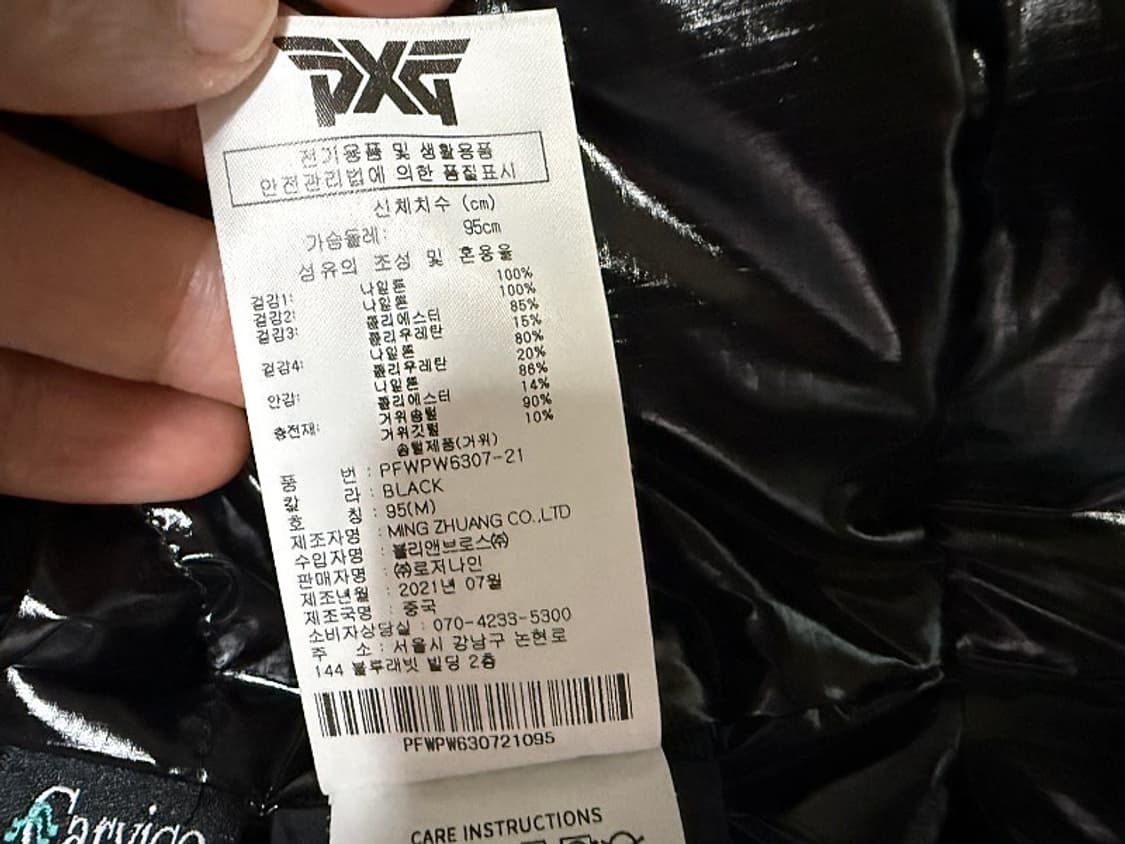 PXG
전기용품 및 생활용품
안전관리법에 의한 품질표시
신체치수 (cm)
가슴둘레: 95cm
섬유의 조성 및 혼용율
겉감1: 나일론 100%
겉감2: 나일론 100%
겉감3: 폴리에스터 85%
폴리우레탄 15%
겉감4: 나일론 80%
폴리우레탄 20%
안감: 나일론 86%
폴리에스터 14%
충전재: 거위솜털 90%
거위깃털 10%
솜털제품(거위)
품 번 : PFWPW6307-21
칼 라 : BLACK
호 칭 : 95(M)
제조자명 : MING ZHUANG CO.,LTD
수입자명 : 블리앤브로스㈜
판매자명 : ㈜로저나인
제조년월 : 2021년 07월
제조국명 : 중국
소비자상담실 : 070-4233-5300
주 소 : 서울시 강남구 논현로
144 블루래빗 빌딩 2층
PFWPW630721095
CARE INSTRUCTIONS
Carvico